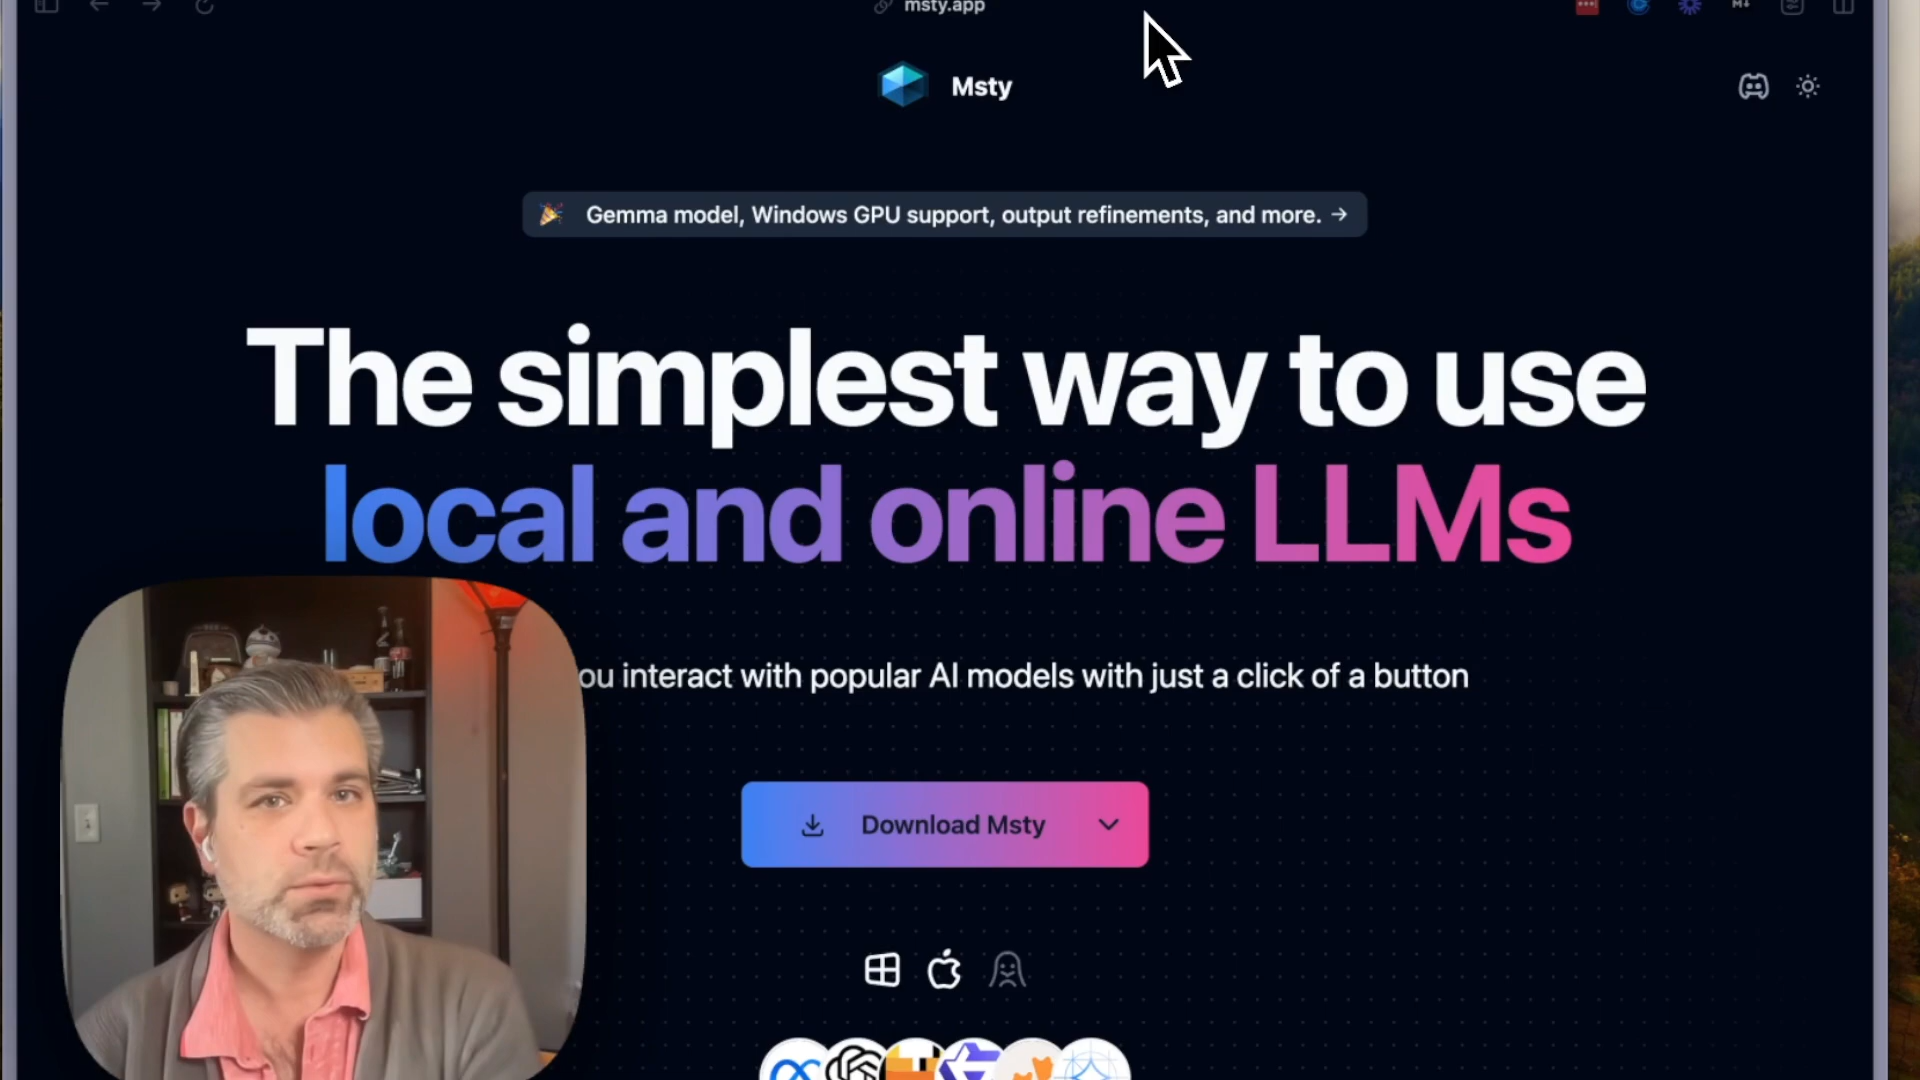 msty.app
Msty
Gemma model, Windows GPU support, output refinements, and more. →
The simplest way to use
local and online LLMs
ou interact with popular AI models with just a click of a button
Download Msty